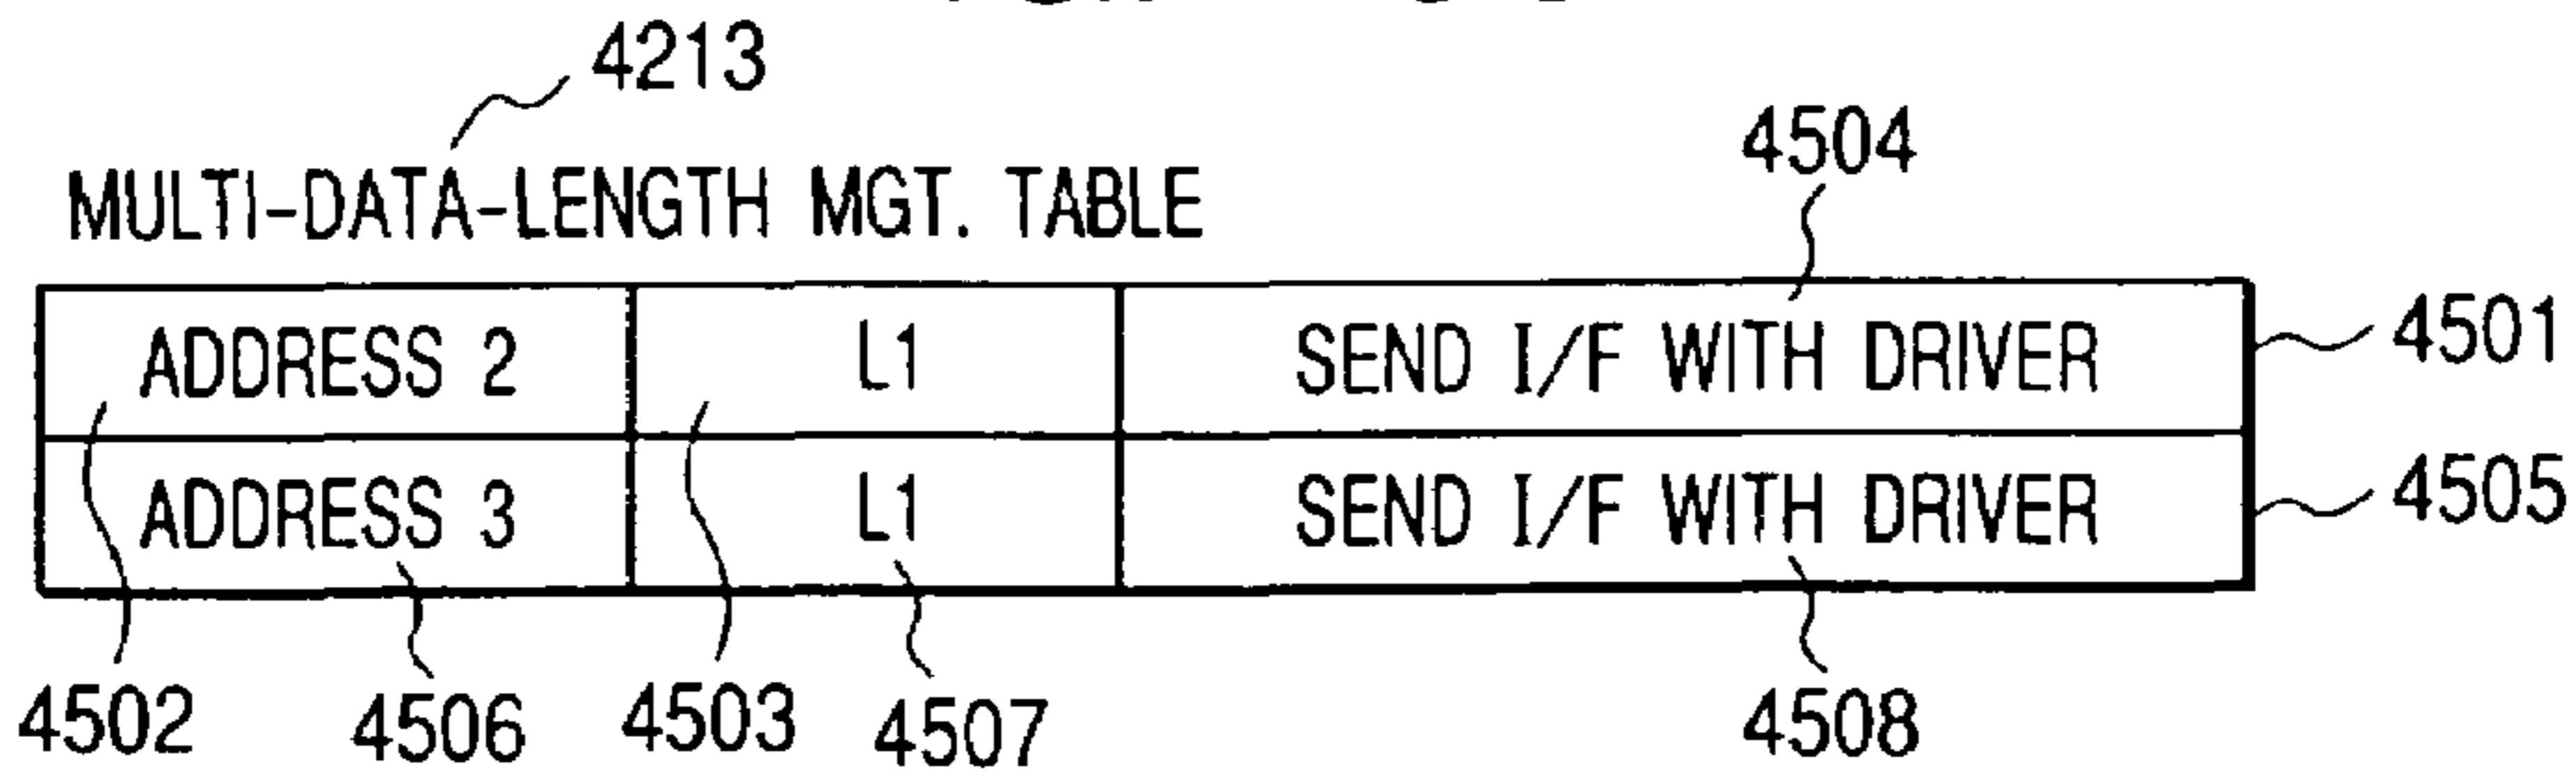 4213
4504
MULTI-DATA-LENGTH MGT. TABLE
ADDRESS 2 L1 SEND I/F WITH DRIVER 4501
ADDRESS 3 L1 SEND I/F WITH DRIVER 4505
4502 4506 4503 4507 4508